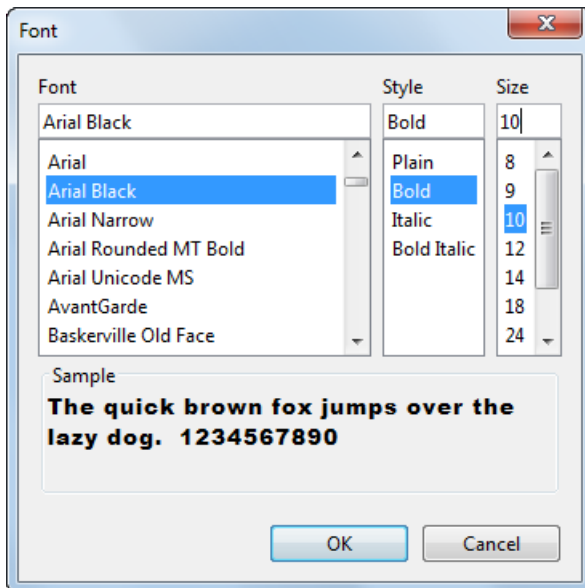 Font
Font Style Size
Arial Black Bold 10
Arial Plain 8
Arial Black Bold 9
Arial Narrow Italic 10
Arial Rounded MT Bold Bold Italic 12
Arial Unicode MS 14
AvantGarde 18
Baskerville Old Face 24
Sample
The quick brown fox jumps over the
lazy dog. 1234567890
OK Cancel